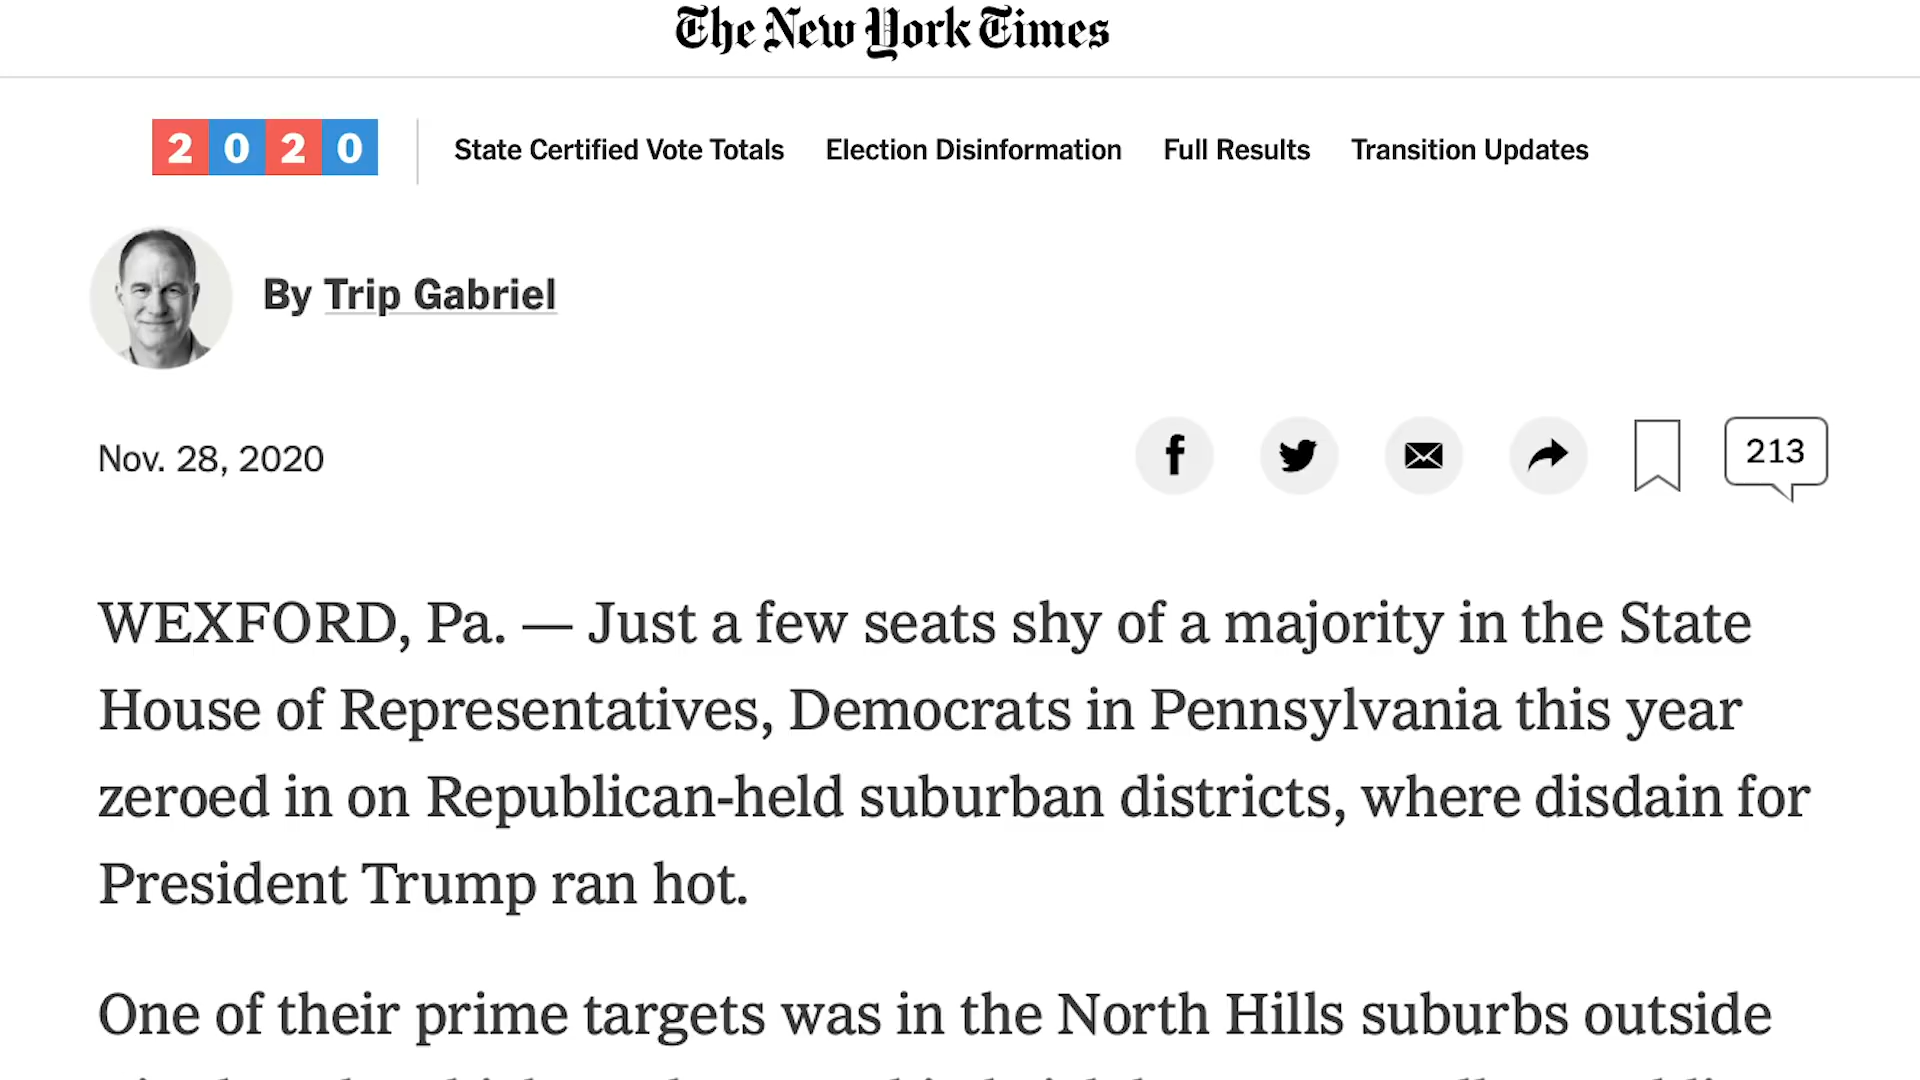 The New York Times
2020
State Certified Vote Totals Election Disinformation Full Results Transition Updates
By Trip Gabriel
Nov. 28, 2020
213
WEXFORD, Pa. — Just a few seats shy of a majority in the State
House of Representatives, Democrats in Pennsylvania this year
zeroed in on Republican-held suburban districts, where disdain for
President Trump ran hot.
One of their prime targets was in the North Hills suburbs outside